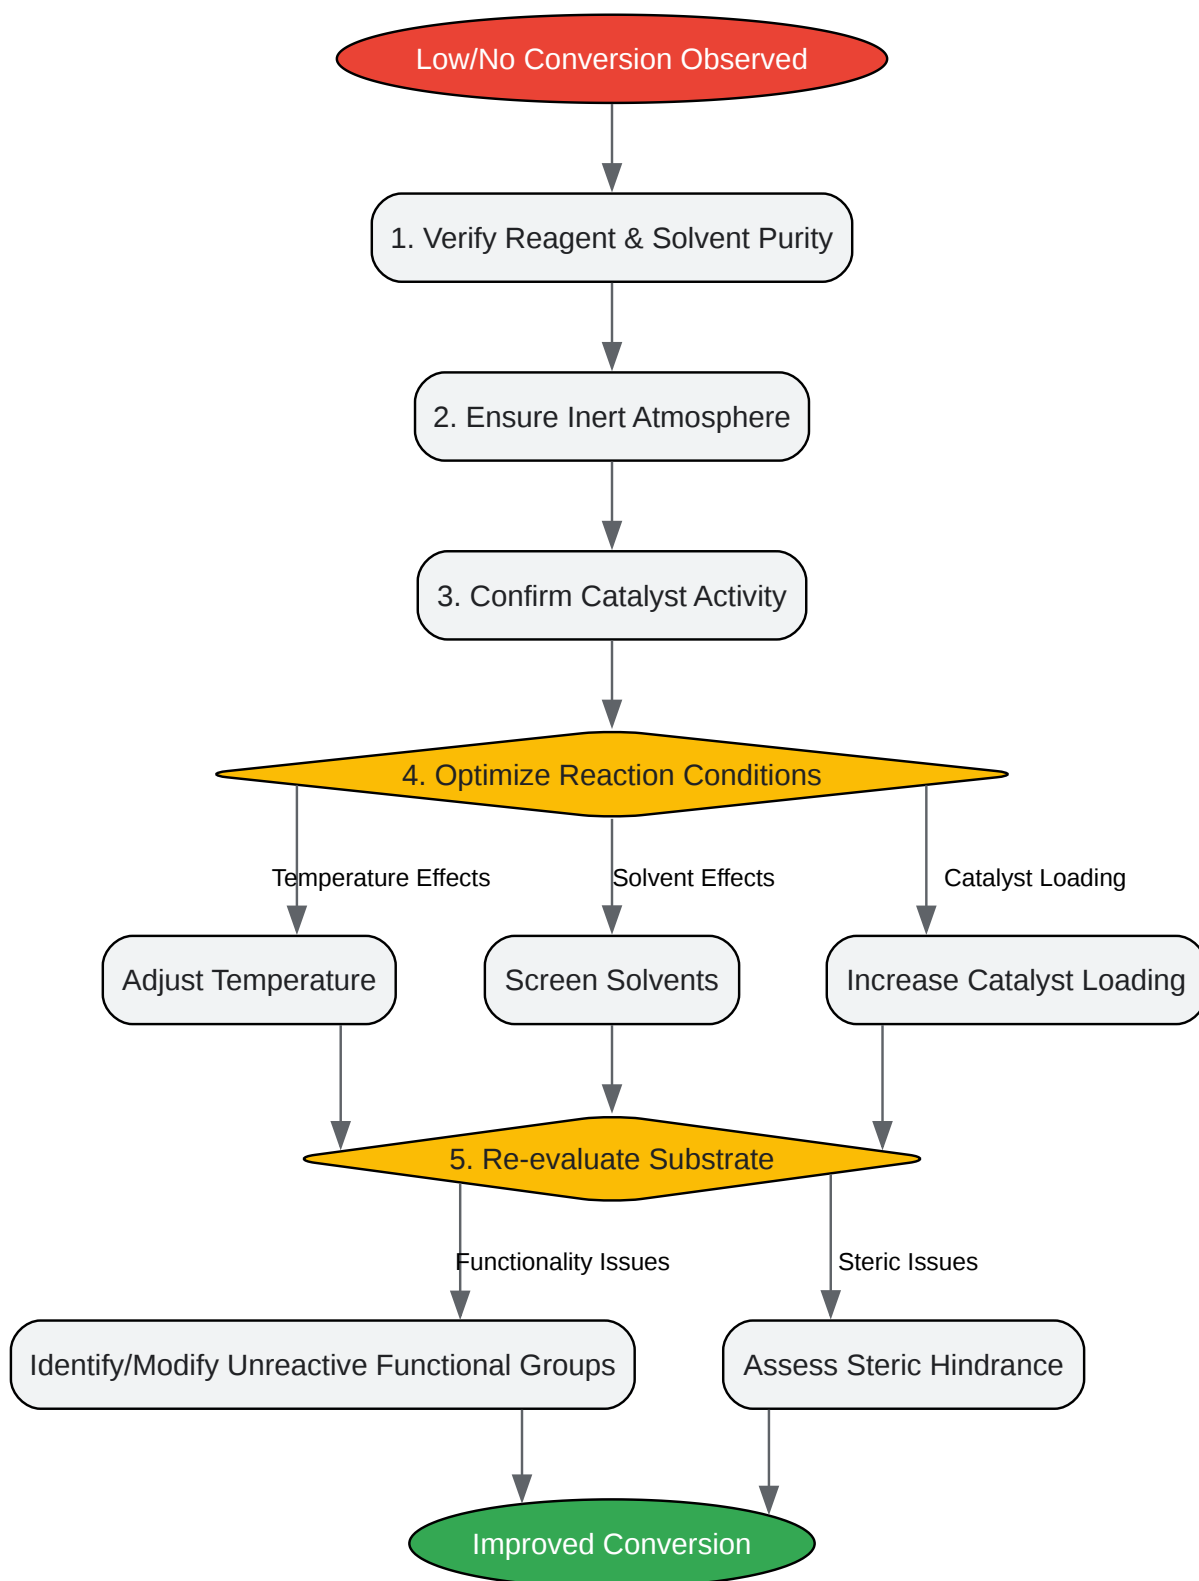 Low/No Conversion Observed
1. Verify Reagent & Solvent Purity
2. Ensure Inert Atmosphere
3. Confirm Catalyst Activity
4. Optimize Reaction Conditions
Temperature Effects
Solvent Effects
Catalyst Loading
Adjust Temperature
Screen Solvents
Increase Catalyst Loading
5. Re-evaluate Substrate
Functionality Issues
Steric Issues
Identify/Modify Unreactive Functional Groups
Assess Steric Hindrance
Improved Conversion